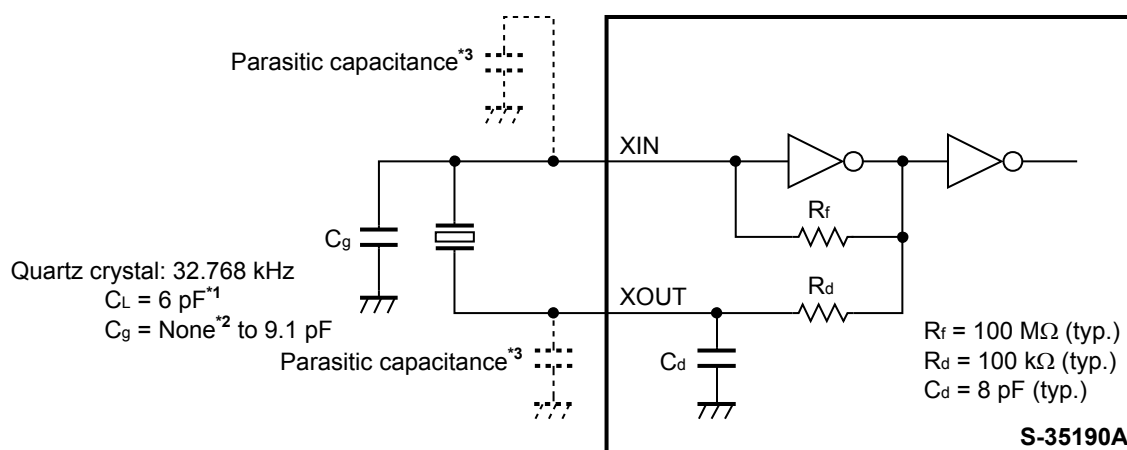 Parasitic capacitance*3
XIN
Rf
Cg
Quartz crystal: 32.768 kHz
CL = 6 pF*1
Cg = None*2 to 9.1 pF
XOUT
Rd
Parasitic capacitance*3
Cd
Rf = 100 MΩ (typ.)
Rd = 100 kΩ (typ.)
Cd = 8 pF (typ.)
S-35190A